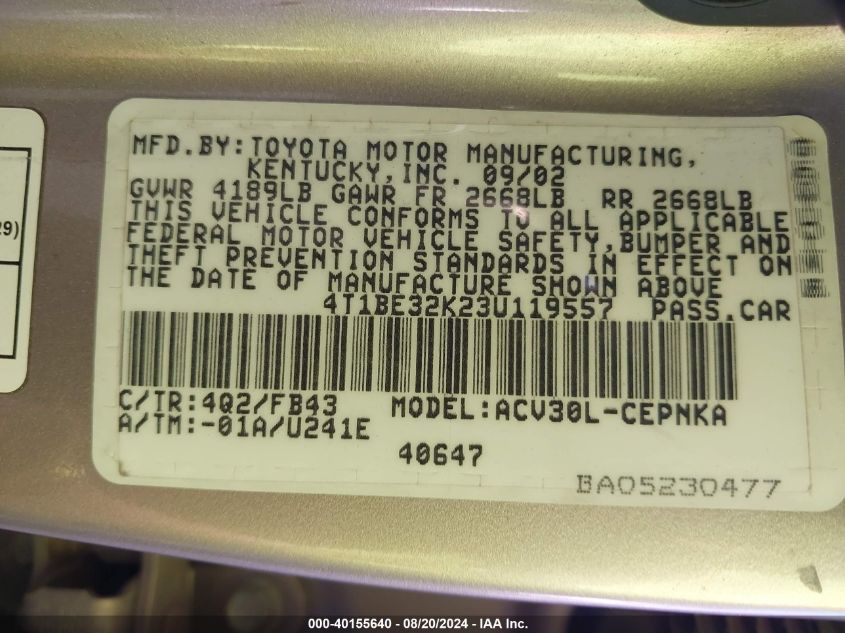 MFD.BY:TOYOTA MOTOR MANUFACTURING,
KENTUCKY,INC. 09/02
GVWR 4189LB GAWR FR 2668LB RR 2668LB
THIS VEHICLE CONFORMS TO ALL APPLICABLE
FEDERAL MOTOR VEHICLE SAFETY,BUMPER AND
THEFT PREVENTION STANDARDS IN EFFECT ON
THE DATE OF MANUFACTURE SHOWN ABOVE
4T1BE32K23U119557 PASS.CAR
C/TR:4Q2/FB43 MODEL:ACV30L-CEPNKA
A/TM:-01A/U241E
40647
BA05230477
29)
000-40155640 - 08/20/2024 - IAA Inc.